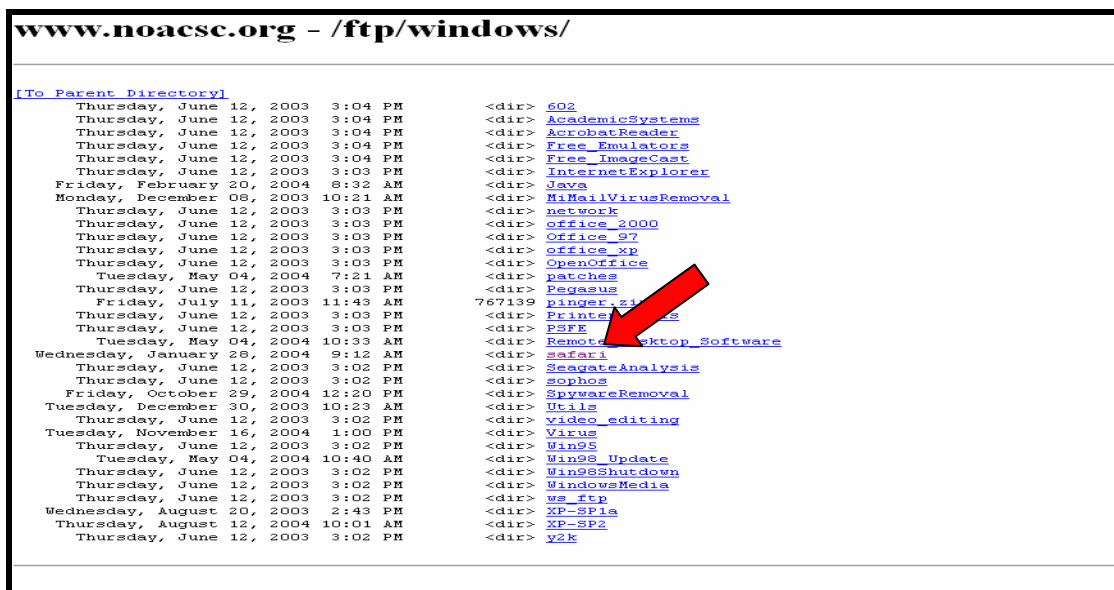 www.noacsc.org - /ftp/windows/
[To Parent Directory]
Thursday, June 12, 2003 3:04 PM <dir> 602
Thursday, June 12, 2003 3:04 PM <dir> AcademicSystems
Thursday, June 12, 2003 3:04 PM <dir> AcrobatReader
Thursday, June 12, 2003 3:04 PM <dir> Free_Emulators
Thursday, June 12, 2003 3:04 PM <dir> Free_ImageCast
Thursday, June 12, 2003 3:03 PM <dir> InternetExplorer
Friday, February 20, 2004 8:32 AM <dir> Java
Monday, December 08, 2003 10:21 AM <dir> MiMailVirusRemoval
Thursday, June 12, 2003 3:03 PM <dir> network
Thursday, June 12, 2003 3:03 PM <dir> office_2000
Thursday, June 12, 2003 3:03 PM <dir> Office_97
Thursday, June 12, 2003 3:03 PM <dir> office_xp
Thursday, June 12, 2003 3:03 PM <dir> OpenOffice
Tuesday, May 04, 2004 7:21 AM <dir> patches
Thursday, June 12, 2003 3:03 PM <dir> Pegasus
Friday, July 11, 2003 11:43 AM 767139
Thursday, June 12, 2003 3:03 PM <dir>
Thursday, June 12, 2003 3:03 PM <dir> PSFE
Tuesday, May 04, 2004 10:33 AM <dir>
Wednesday, January 28, 2004 9:12 AM <dir> safari
Thursday, June 12, 2003 3:02 PM <dir> SeagateAnalysis
Thursday, June 12, 2003 3:02 PM <dir> sophos
Friday, October 29, 2004 12:20 PM <dir> SpywareRemoval
Tuesday, December 30, 2003 10:23 AM <dir> Utils
Thursday, June 12, 2003 3:02 PM <dir> video_editing
Tuesday, November 16, 2004 1:00 PM <dir> Virus
Thursday, June 12, 2003 3:02 PM <dir> Win95
Tuesday, May 04, 2004 10:40 AM <dir> Win98_Update
Thursday, June 12, 2003 3:02 PM <dir> Win98Shutdown
Thursday, June 12, 2003 3:02 PM <dir> WindowsMedia
Thursday, June 12, 2003 3:02 PM <dir> ws_ftp
Wednesday, August 20, 2003 2:43 PM <dir> XP-SP1a
Thursday, August 12, 2004 10:01 AM <dir> XP-SP2
Thursday, June 12, 2003 3:02 PM <dir> y2k